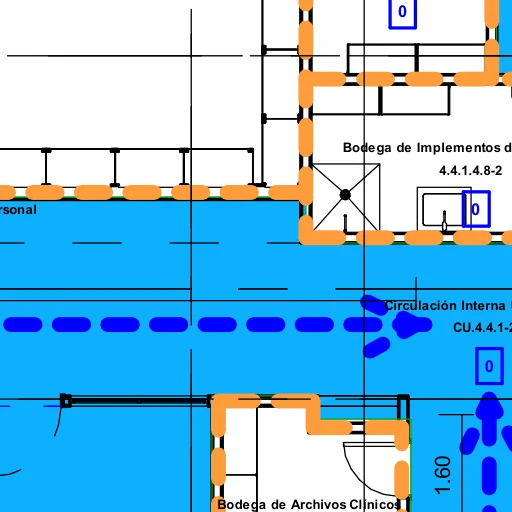 0
Bodega de Implementos d
4.4.1.4.8-2
0
rsonal
Circulación Interna
CU.4.4.1-2
0
1.60
Bodega de Archivos Clínicos